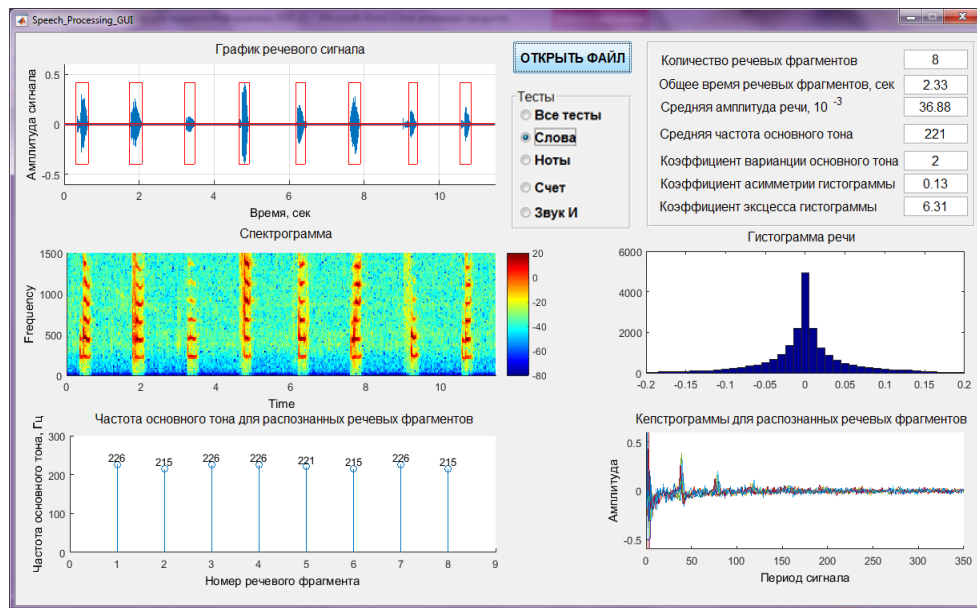 Speech_Processing_GUI
График речевого сигнала
Амплитуда сигнала
0.5
0
-0.5
0 2 4 6 8 10
Время, сек
ОТКРЫТЬ ФАЙЛ
Тесты
Все тесты
Слова
Ноты
Счет
Звук И
Количество речевых фрагментов 8
Общее время речевых фрагментов, сек 2.33
Средняя амплитуда речи, 10 -3 36.88
Средняя частота основного тона 221
Коэффициент варианции основного тона 2
Коэффициент асимметрии гистограммы 0.13
Коэффициент эксцесса гистограммы 6.31
Спектрограмма
Frequency
1500
1000
500
0
0 2 4 6 8 10
Time
20
0
-20
-40
-60
-80
Гистограмма речи
6000
4000
2000
0
-0.2 -0.15 -0.1 -0.05 0 0.05 0.1 0.15 0.2
Частота основного тона для распознанных речевых фрагментов
Частота основного тона, Гц
300
200
100
0
226 215 226 226 221 215 226 215
0 1 2 3 4 5 6 7 8 9
Номер речевого фрагмента
Кепстрограммы для распознанных речевых фрагментов
Амплитуда
0.5
0
-0.5
0 50 100 150 200 250 300 350
Период сигнала